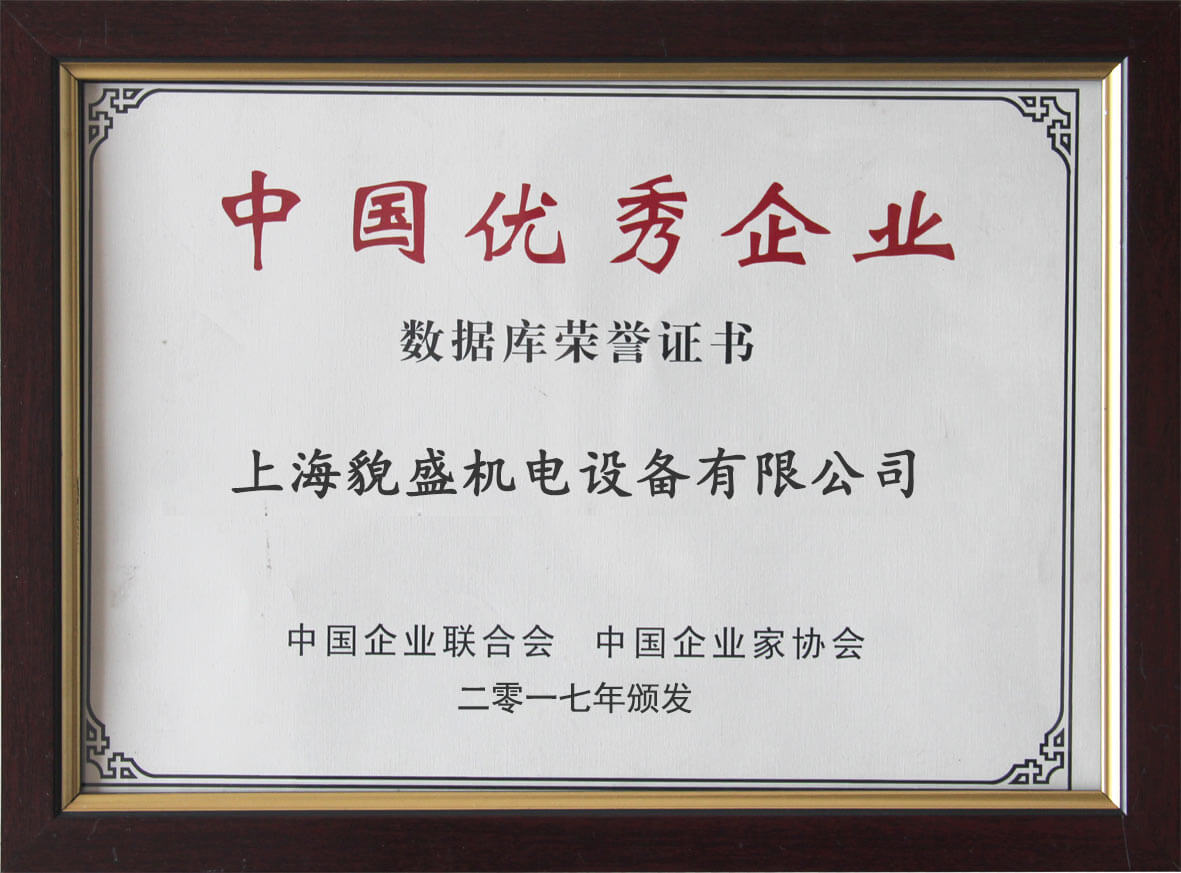 中国优秀企业
数据库荣誉证书
上海貌盛机电设备有限公司
中国企业联合会 中国企业家协会
二零一七年颁发